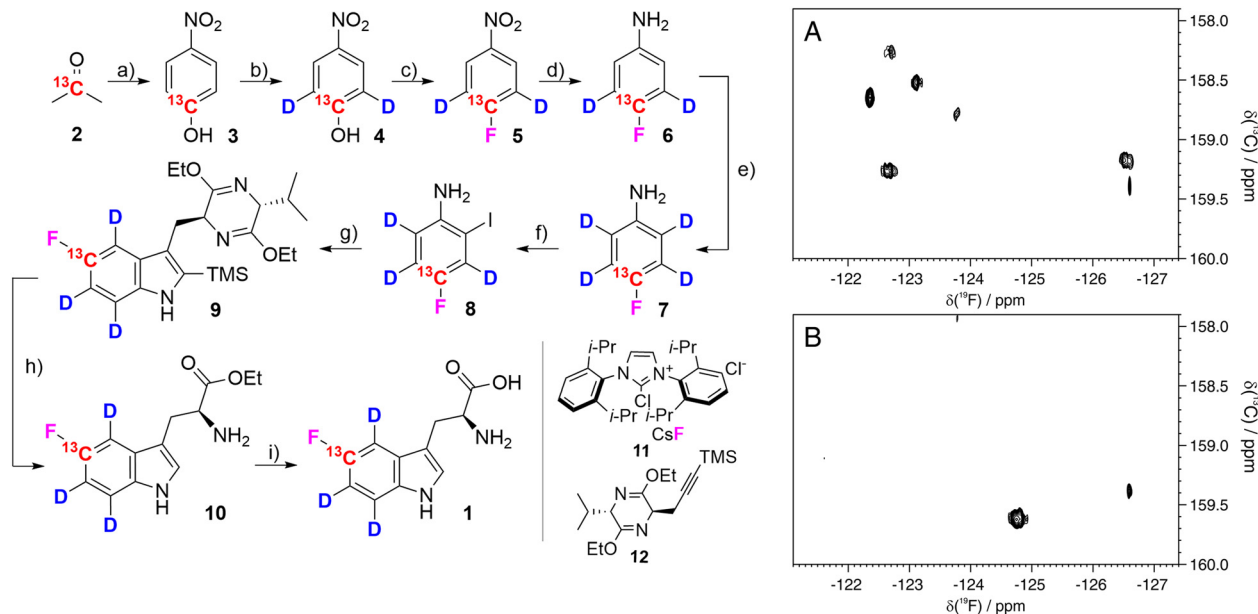 NO₂
NO₂
NO₂
NH₂
O
¹³C
a)
b)
c)
d)
¹³C
D
¹³C
D
D
¹³C
D
D
¹³C
D
2
OH
3
OH
4
F
5
F
6
e)
EtO
N
NH₂
NH₂
D
N
OEt
D
I
D
D
F
¹³C
g)
f)
TMS
D
¹³C
D
D
¹³C
D
D
N
H
D
9
F
8
F
7
h)
O
OEt
O
OH
i-Pr
i-Pr
N
N⁺
Cl⁻
Cl
F
¹³C
D
NH₂
i)
F
¹³C
D
NH₂
i-Pr
i-Pr
CsF
11
TMS
D
N
H
D
N
H
OEt
N
D
10
D
1
N
EtO
12
A
158.0
158.5
159.0
159.5
160.0
δ(¹³C) / ppm
-122
-123
-124
-125
-126
-127
δ(¹⁹F) / ppm
B
158.0
158.5
159.0
159.5
160.0
δ(¹³C) / ppm
-122
-123
-124
-125
-126
-127
δ(¹⁹F) / ppm